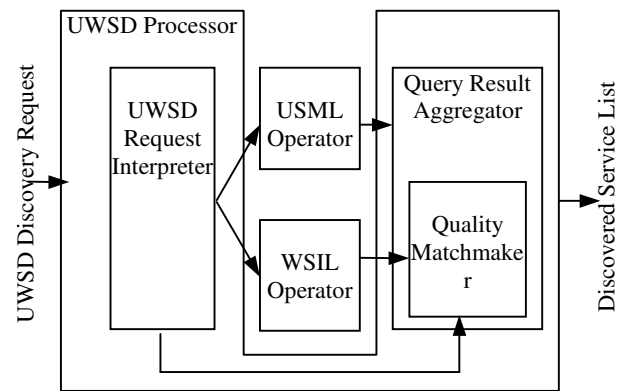 UWSD Processor
UWSD Discovery Request
UWSD
Request
Interpreter
USML
Operator
WSIL
Operator
Query Result
Aggregator
Quality
Matchmake
r
Discovered Service List